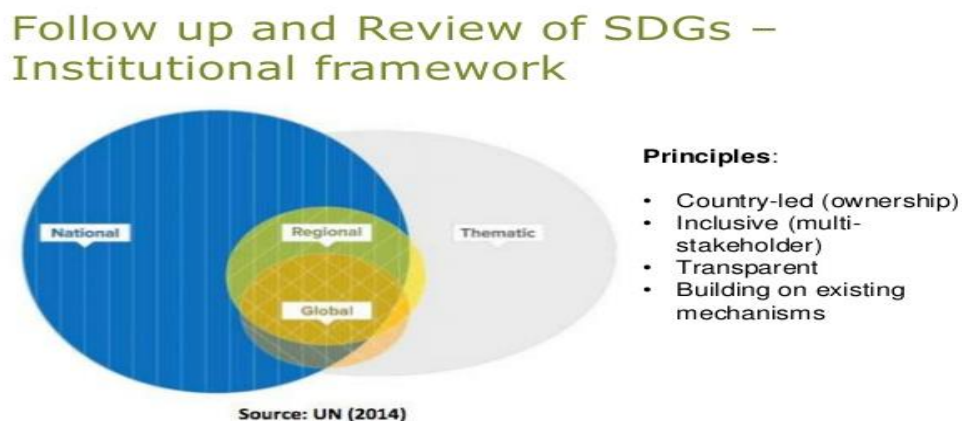 Follow up and Review of SDGs –
Institutional framework
National
Regional
Thematic
Global
Source: UN (2014)
Principles:
• Country-led (ownership)
• Inclusive (multi-
stakeholder)
• Transparent
• Building on existing
mechanisms